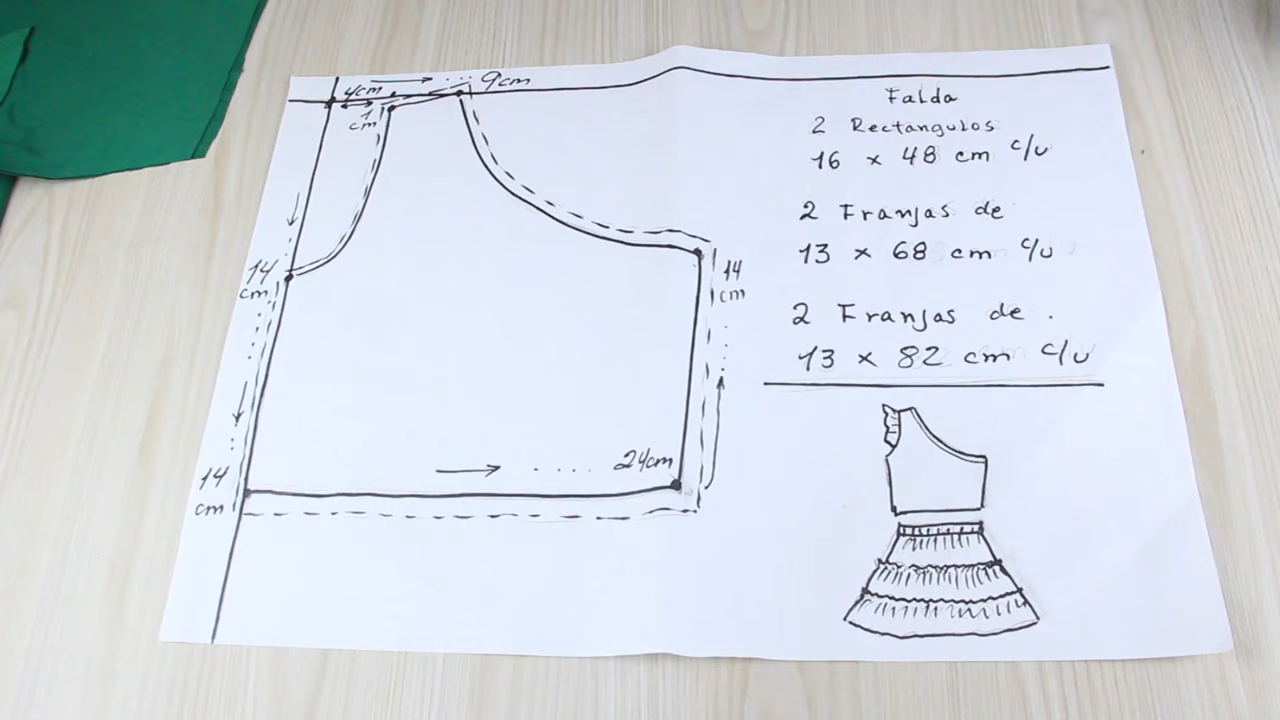 4cm
9cm
1
cm
14
cm
14
cm
24cm
14
cm
Falda
2 Rectangulos
16 x 48 cm c/u
2 Franjas de
13 x 68 cm c/u
2 Franjas de.
13 x 82 cm c/u